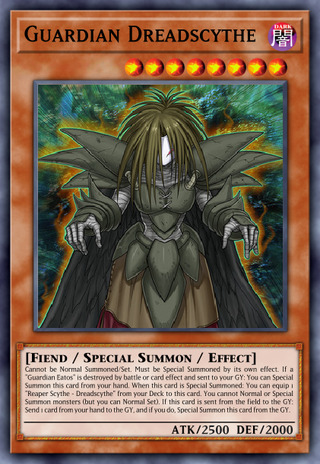 Guardian Dreadscythe
DARK
闇
[Fiend / Special Summon / Effect]
Cannot be Normal Summoned/Set. Must be Special Summoned by its own effect. If a
"Guardian Eatos" is destroyed by battle or card effect and sent to your GY: You can Special
Summon this card from your hand. When this card is Special Summoned: You can equip 1
"Reaper Scythe - Dreadscythe" from your Deck to this card. You cannot Normal or Special
Summon monsters (but you can Normal Set). If this card is sent from the field to the GY:
Send 1 card from your hand to the GY, and if you do, Special Summon this card from the GY.
ATK/2500 DEF/2000